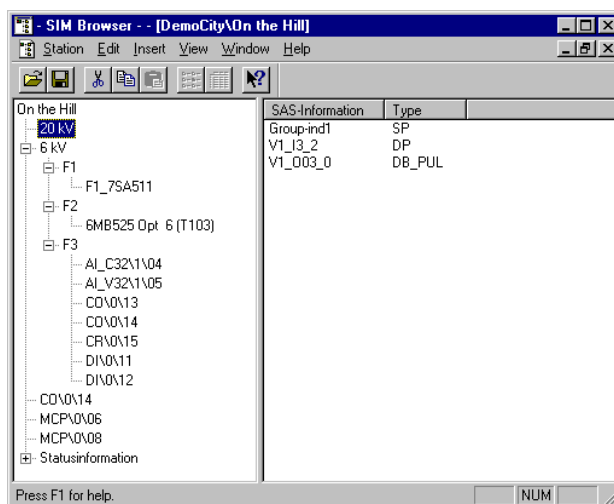 - SIM Browser - - [DemoCity\On the Hill]
Station Edit Insert View Window Help
On the Hill
20 kV
6 kV
F1
F1_7SA511
F2
6MB525 Opt 6 (T103)
F3
AI_C32\1\04
AI_V32\1\05
CO\0\13
CO\0\14
CR\0\15
DI\0\11
DI\0\12
CO\0\14
MCP\0\06
MCP\0\08
Statusinformation
SAS-Information Type
Group-ind1 SP
V1_I3_2 DP
V1_O03_0 DB_PUL
Press F1 for help. NUM